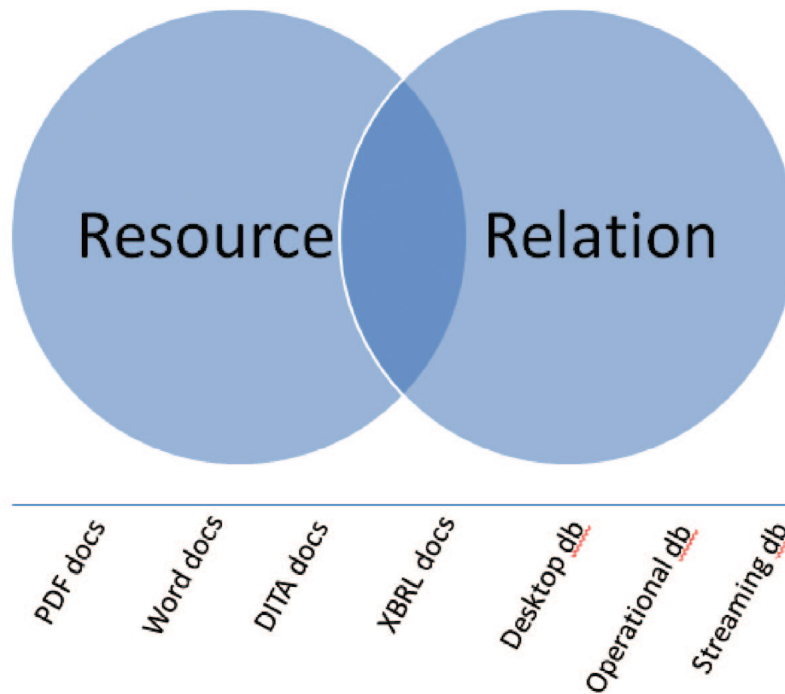 Resource
Relation
PDF docs
Word docs
DITA docs
XBRL docs
Desktop db
Operational db
Streaming db